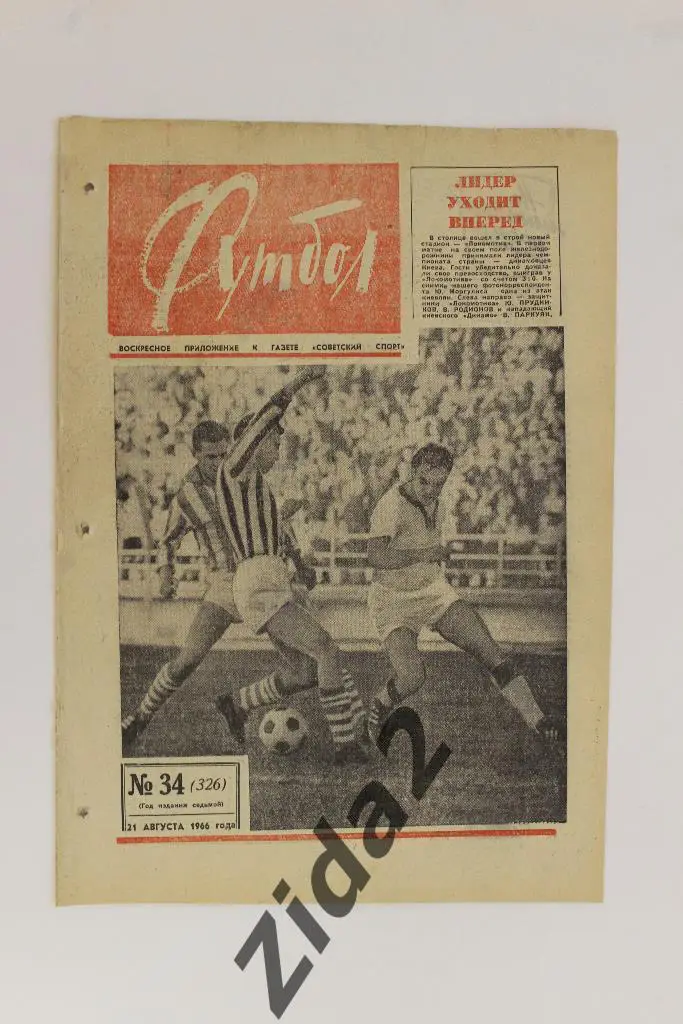 Футбол
ВОСКРЕСНОЕ ПРИЛОЖЕНИЕ К ГАЗЕТЕ «СОВЕТСКИЙ СПОРТ»
ЛИДЕР
УХОДИТ
ВПЕРЕД
В столице вошел в строй новый
стадион — «Локомотив». В первом
матче на своем поле железнодо-
рожники принимали лидера чем-
пионата страны — динамовцев
Киева. Гости убедительно доказа-
ли свое превосходство, выиграв у
«Локомотива» со счетом 3:0. На
снимке нашего фотокорреспонден-
та Ю. Моргулиса одна из атак
киевлян. Слева направо — защит-
ники «Локомотива» Ю. ПРУДНИ-
КОВ, В. РОДИОНОВ и нападающий
киевского «Динамо» В. ПАРКУЯН.
№ 34 (326)
(Год издания седьмой)
21 АВГУСТА 1966 года
Zida2